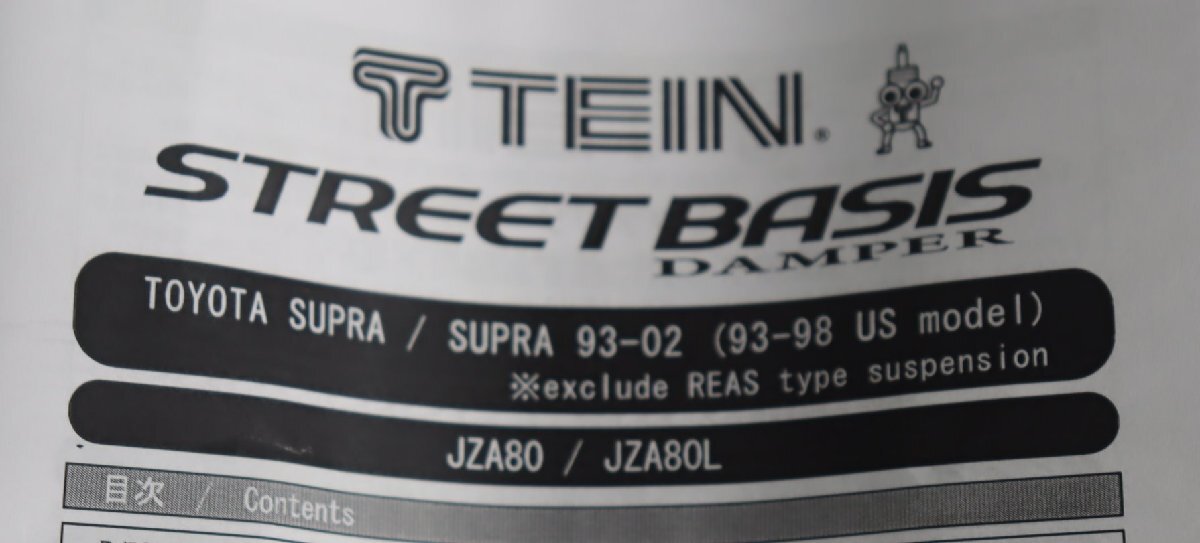 TEIN®
STREET BASIS
DAMPER
TOYOTA SUPRA / SUPRA 93-02 (93-98 US model)
※exclude REAS type suspension
JZA80 / JZA80L
目次 / Contents